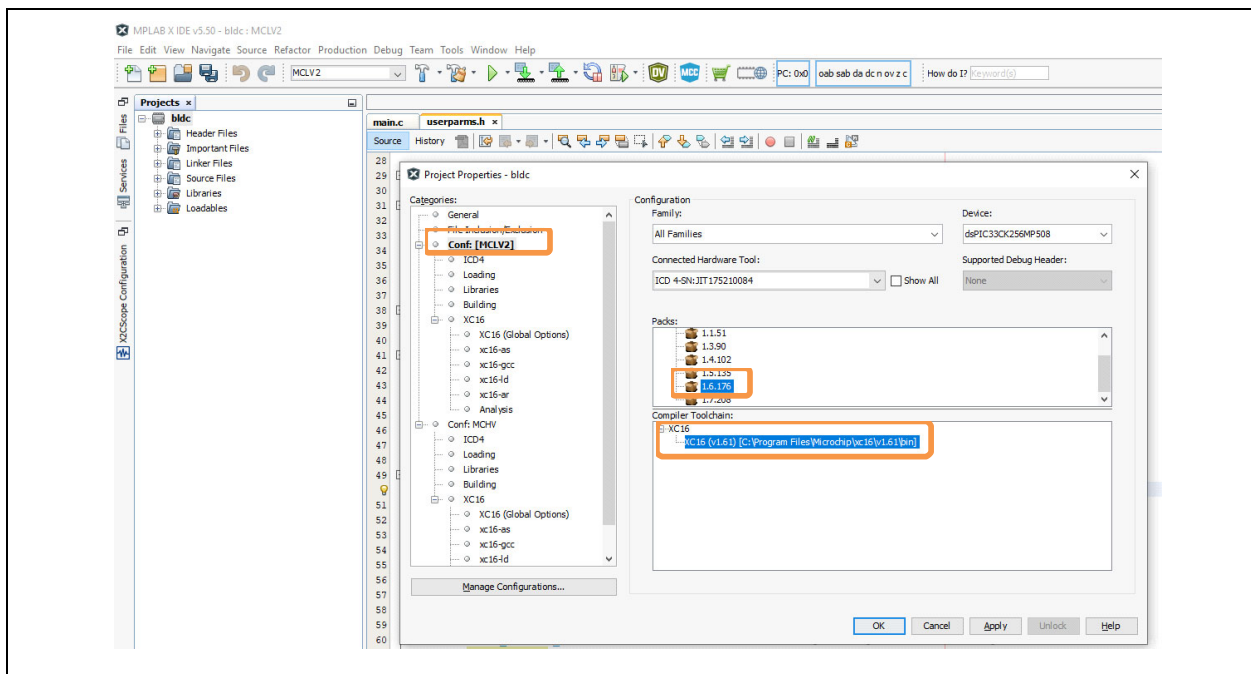 MPLAB X IDE v5.50 - bldc : MCLV2
File Edit View Navigate Source Refactor Production Debug Team Tools Window Help
MCLV2
DV
MCC
PC: 0x0
oab sab da dc n ov z c
How do I?
Keyword(s)
Files
Services
X2CScope Configuration
Projects ×
bldc
Header Files
Important Files
Linker Files
Source Files
Libraries
Loadables
main.c
userparms.h ×
Source History
28
29
30
31
32
33
34
35
36
37
38
39
40
41
42
43
44
45
46
47
48
49
51
52
53
54
55
56
57
58
59
60
Project Properties - bldc
Categories:
General
File Inclusion/Exclusion
Conf: [MCLV2]
ICD4
Loading
Libraries
Building
XC16
XC16 (Global Options)
xc16-as
xc16-gcc
xc16-ld
xc16-ar
Analysis
Conf: MCHV
ICD4
Loading
Libraries
Building
XC16
XC16 (Global Options)
xc16-as
xc16-gcc
xc16-ld
Manage Configurations...
Configuration
Family:
All Families
Device:
dsPIC33CK256MP508
Connected Hardware Tool:
ICD 4-SN:JIT175210084
Show All
Supported Debug Header:
None
Packs:
1.1.51
1.3.90
1.4.102
1.5.135
1.6.176
1.7.208
Compiler Toolchain:
XC16
XC16 (v1.61) [C:\Program Files\Microchip\xc16\v1.61\bin]
OK
Cancel
Apply
Unlock
Help